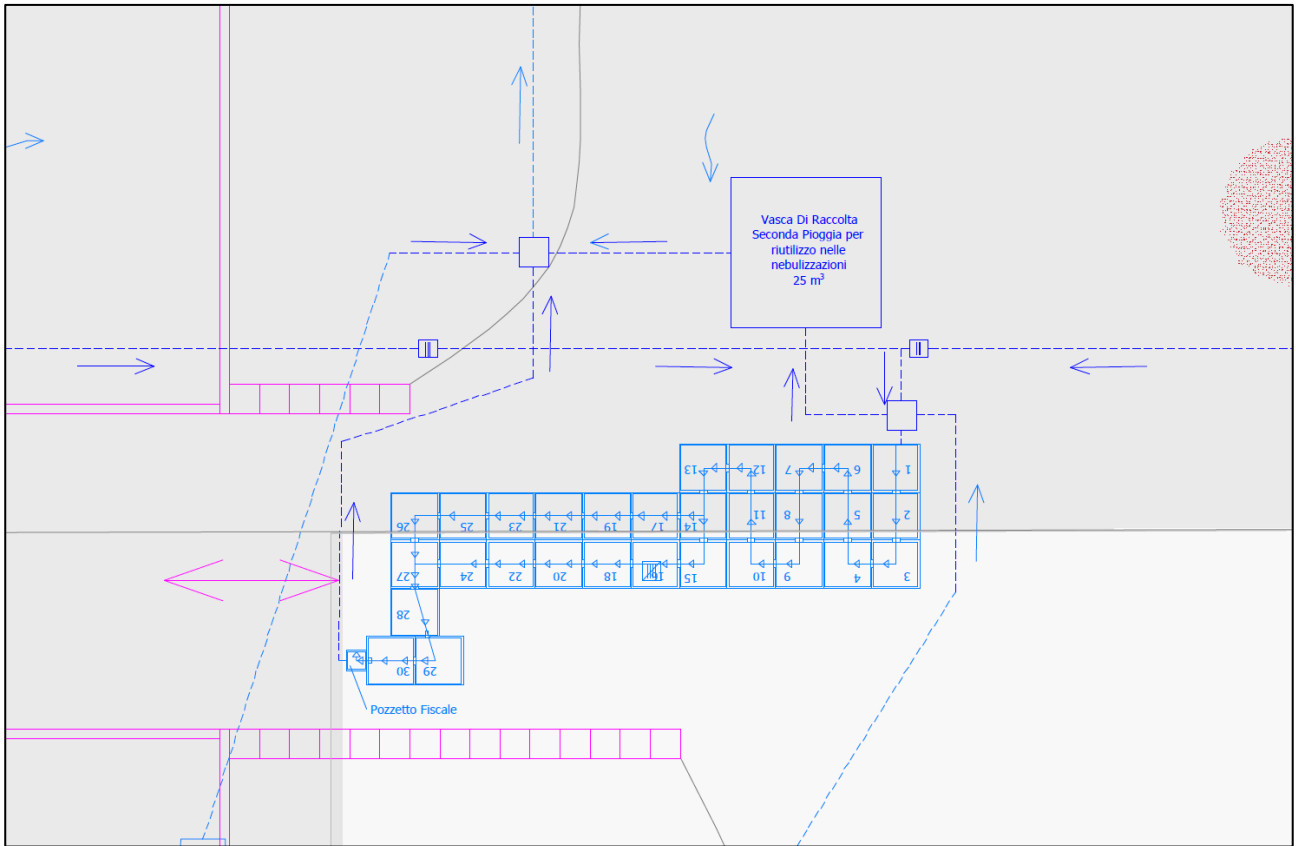 Vasca Di Raccolta
Seconda Pioggia per
riutilizzo nelle
nebulizzazioni
25 m³
13 12 7 6 1
26 25 23 21 19 17 14 11 8 5 2
27 24 22 20 18 16 15 10 9 4 3
28
30 29
Pozzetto Fiscale